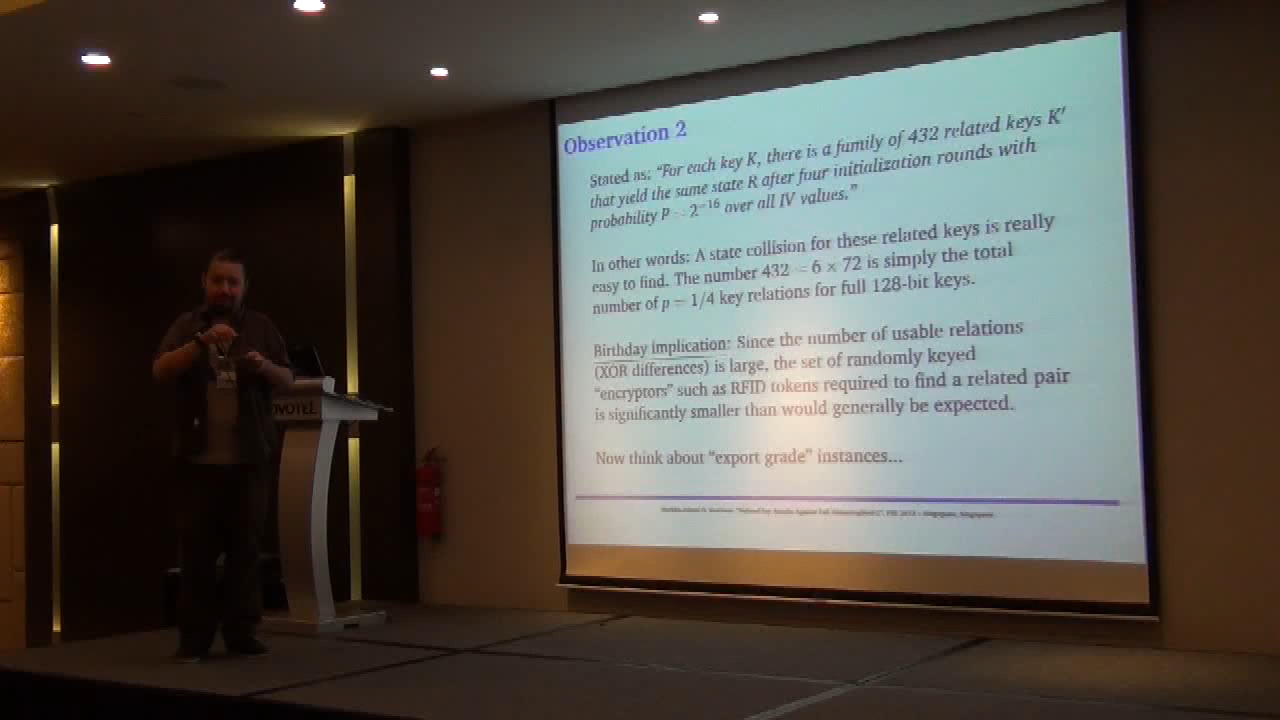 Observation 2
Stated as: “For each key K, there is a family of 432 related keys K′
that yield the same state R after four initialization rounds with
probability P = 2⁻¹⁶ over all IV values.”
In other words: A state collision for these related keys is really
easy to find. The number 432 = 6 × 72 is simply the total
number of p = 1/4 key relations for full 128-bit keys.
Birthday implication: Since the number of usable relations
(XOR differences) is large, the set of randomly keyed
“encryptors” such as RFID tokens required to find a related pair
is significantly smaller than would generally be expected.
Now think about “export grade” instances...
Singapore, Singapore
NOVOTEL